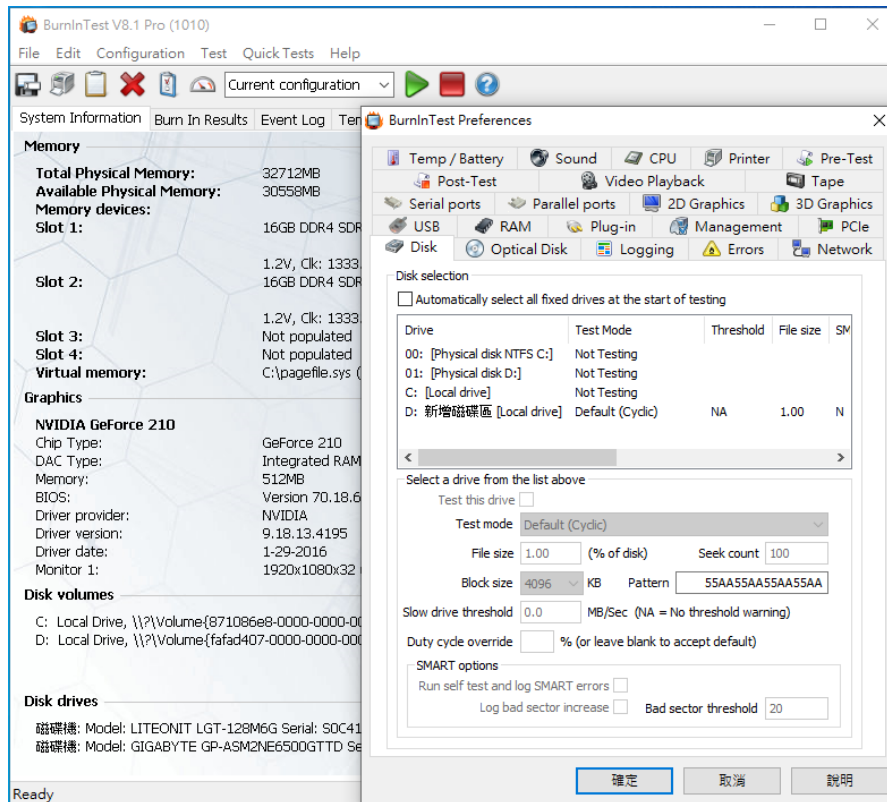 BurnInTest V8.1 Pro (1010)
File Edit Configuration Test Quick Tests Help
Current configuration
System Information Burn In Results Event Log
Memory
Total Physical Memory: 32712MB
Available Physical Memory: 30558MB
Memory devices:
Slot 1: 16GB DDR4
1.2V, Clk: 1333.
Slot 2: 16GB DDR4
1.2V, Clk: 1333.
Slot 3: Not populated
Slot 4: Not populated
Virtual memory: C:\pagefile.sys (
Graphics
NVIDIA GeForce 210
Chip Type: GeForce 210
DAC Type: Integrated RAM
Memory: 512MB
BIOS: Version 70.18.6
Driver provider: NVIDIA
Driver version: 9.18.13.4195
Driver date: 1-29-2016
Monitor 1: 1920x1080x32
Disk volumes
C: Local Drive, \\?\Volume{871086e8-0000-0000-000
D: Local Drive, \\?\Volume{fafad407-0000-0000-000
Disk drives
磁碟機: Model: LITEONIT LGT-128M6G Serial: S0C41
磁碟機: Model: GIGABYTE GP-ASM2NE6500GTTD Se
Ready
BurnInTest Preferences
Temp / Battery Sound CPU Printer Pre-Test
Post-Test Video Playback Tape
Serial ports Parallel ports 2D Graphics 3D Graphics
USB RAM Plug-in Management PCIe
Disk Optical Disk Logging Errors Network
Disk selection
Automatically select all fixed drives at the start of testing
Drive Test Mode Threshold File size SM
00: [Physical disk NTFS C:] Not Testing
01: [Physical disk D:] Not Testing
C: [Local drive] Not Testing
D: 新增磁碟區 [Local drive] Default (Cyclic) NA 1.00 N
Select a drive from the list above
Test this drive
Test mode Default (Cyclic)
File size 1.00 (% of disk) Seek count 100
Block size 4096 KB Pattern 55AA55AA55AA55AA
Slow drive threshold 0.0 MB/Sec (NA = No threshold warning)
Duty cycle override % (or leave blank to accept default)
SMART options
Run self test and log SMART errors
Log bad sector increase Bad sector threshold 20
確定 取消 說明